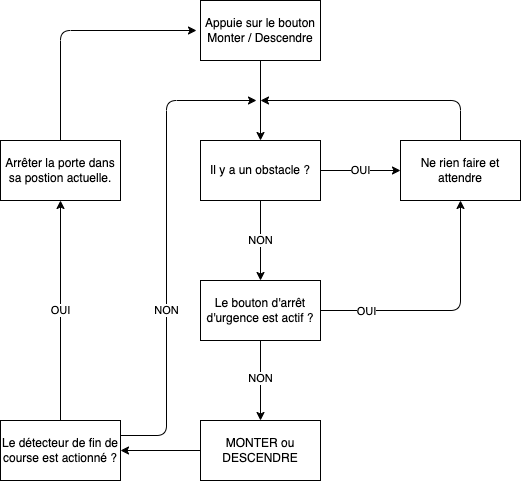 Appuie sur le bouton
Monter / Descendre
Arrêter la porte dans
sa postion actuelle.
Il y a un obstacle ?
OUI
Ne rien faire et
attendre
NON
OUI
NON
Le bouton d'arrêt
d'urgence est actif ?
OUI
NON
Le détecteur de fin de
course est actionné ?
MONTER ou
DESCENDRE